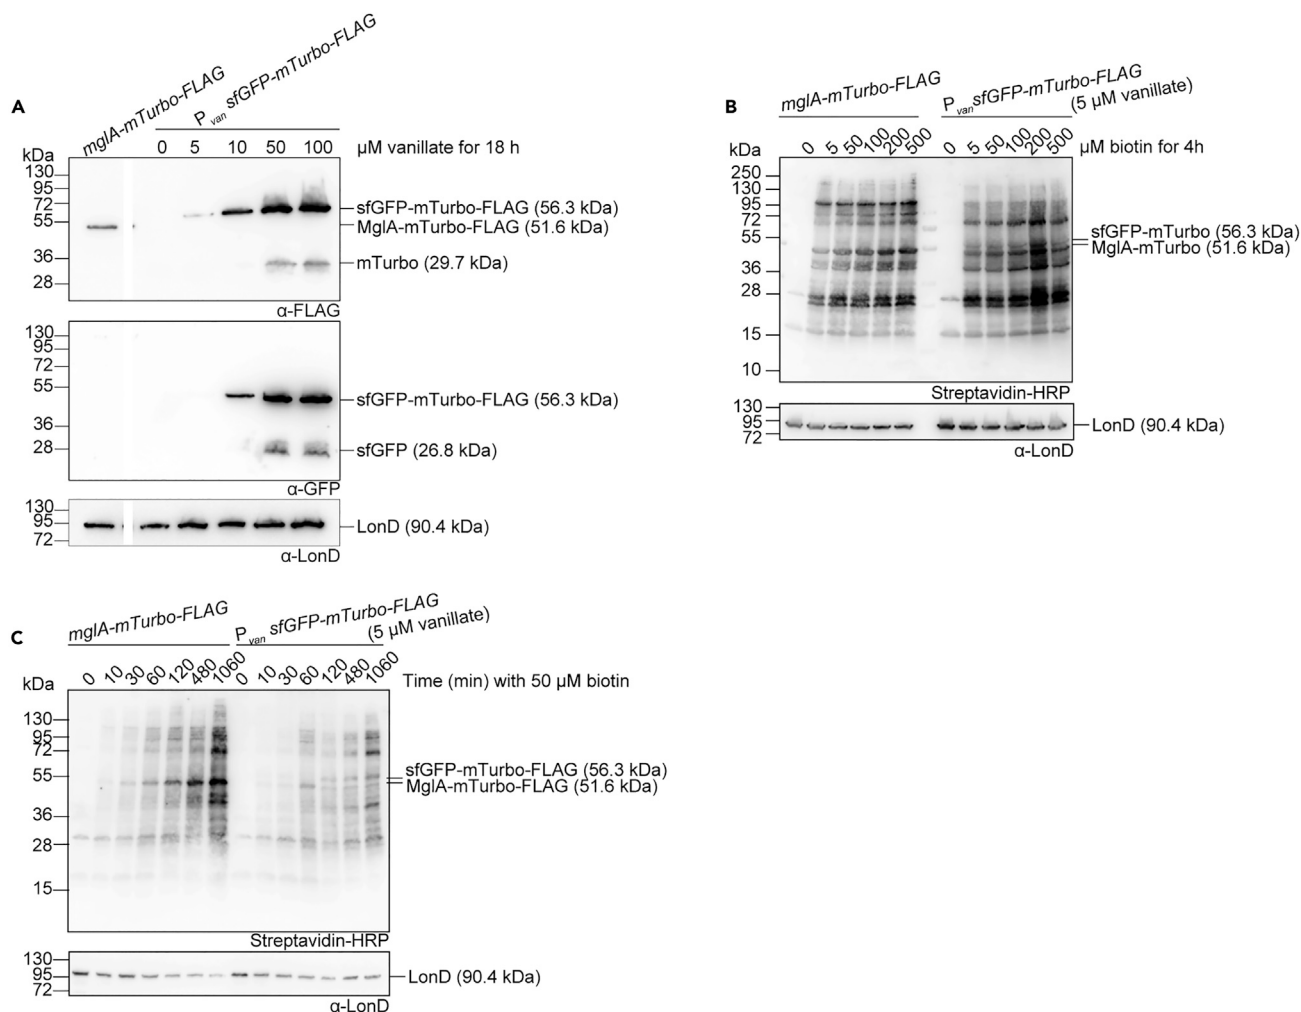 A
mglA-mTurbo-FLAG
Pvan sfGFP-mTurbo-FLAG
kDa
0 5 10 50 100 µM vanillate for 18 h
130
95
72
55
36
28
sfGFP-mTurbo-FLAG (56.3 kDa)
MglA-mTurbo-FLAG (51.6 kDa)
mTurbo (29.7 kDa)
α-FLAG
130
95
72
55
36
28
sfGFP-mTurbo-FLAG (56.3 kDa)
sfGFP (26.8 kDa)
α-GFP
130
95
72
LonD (90.4 kDa)
α-LonD
B
mglA-mTurbo-FLAG
Pvan sfGFP-mTurbo-FLAG
(5 µM vanillate)
kDa
0 5 50 100 200 500 0 5 50 100 200 500 µM biotin for 4h
250
130
95
72
55
36
28
15
10
sfGFP-mTurbo (56.3 kDa)
MglA-mTurbo (51.6 kDa)
Streptavidin-HRP
130
95
72
LonD (90.4 kDa)
α-LonD
C
mglA-mTurbo-FLAG
Pvan sfGFP-mTurbo-FLAG
(5 µM vanillate)
kDa
0 10 30 60 120 480 1060 0 10 30 60 120 480 1060 Time (min) with 50 µM biotin
130
95
72
55
36
28
15
sfGFP-mTurbo-FLAG (56.3 kDa)
MglA-mTurbo-FLAG (51.6 kDa)
Streptavidin-HRP
130
95
72
LonD (90.4 kDa)
α-LonD